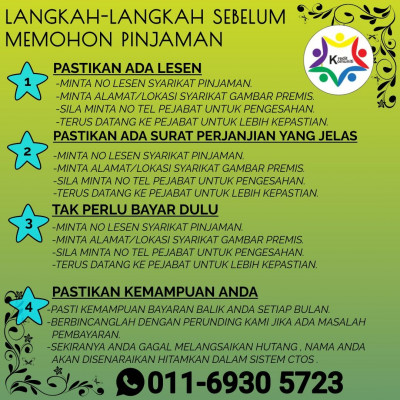 LANGKAH-LANGKAH SEBELUM
MEMOHON PINJAMAN
1
PASTIKAN ADA LESEN
-MINTA NO LESEN SYARIKAT PINJAMAN.
-MINTA ALAMAT/LOKASI SYARIKAT GAMBAR PREMIS.
-SILA MINTA NO TEL PEJABAT UNTUK PENGESAHAN.
-TERUS DATANG KE PEJABAT UNTUK LEBIH KEPASTIAN.
2
PASTIKAN ADA SURAT PERJANJIAN YANG JELAS
-MINTA NO LESEN SYARIKAT PINJAMAN.
-MINTA ALAMAT/LOKASI SYARIKAT GAMBAR PREMIS.
-SILA MINTA NO TEL PEJABAT UNTUK PENGESAHAN.
-TERUS DATANG KE PEJABAT UNTUK LEBIH KEPASTIAN.
3
TAK PERLU BAYAR DULU
-MINTA NO LESEN SYARIKAT PINJAMAN.
-MINTA ALAMAT/LOKASI SYARIKAT GAMBAR PREMIS.
-SILA MINTA NO TEL PEJABAT UNTUK PENGESAHAN.
-TERUS DATANG KE PEJABAT UNTUK LEBIH KEPASTIAN.
4
PASTIKAN KEMAMPUAN ANDA
-PASTI KEMAMPUAN BAYARAN BALIK ANDA SETIAP BULAN.
-BERBINCANGLAH DENGAN PERUNDING KAMI JIKA ADA MASALAH
PEMBAYARAN.
-SEKIRANYA ANDA GAGAL MELANGSAIKAN HUTANG , NAMA ANDA
AKAN DISENARAIKAN HITAMKAN DALAM SISTEM CTOS .
011-6930 5723